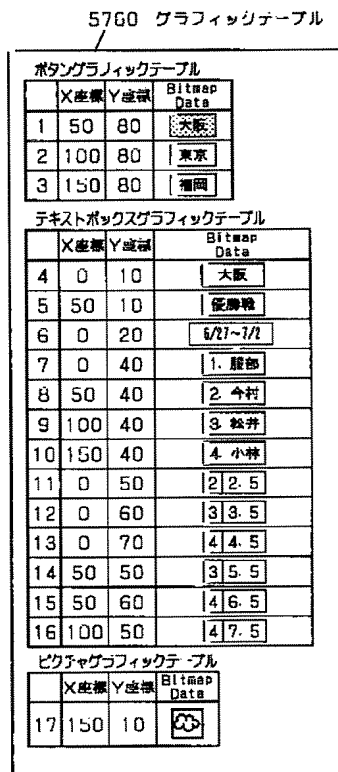 5760 グラフィックテーブル
ボタングラフィックテーブル
X座標 Y座標 Bitmap Data
1 50 80 大阪
2 100 80 東京
3 150 80 福岡
テキストボックスグラフィックテーブル
X座標 Y座標 Bitmap Data
4 0 10 大阪
5 50 10 優勝戦
6 0 20 6/27~7/2
7 0 40 1. 服部
8 50 40 2. 今村
9 100 40 3. 松井
10 150 40 4. 小林
11 0 50 2 2.5
12 0 60 3 3.5
13 0 70 4 4.5
14 50 50 3 5.5
15 50 60 4 6.5
16 100 50 4 7.5
ピクチャグラフィックテーブル
X座標 Y座標 Bitmap Data
17 150 10